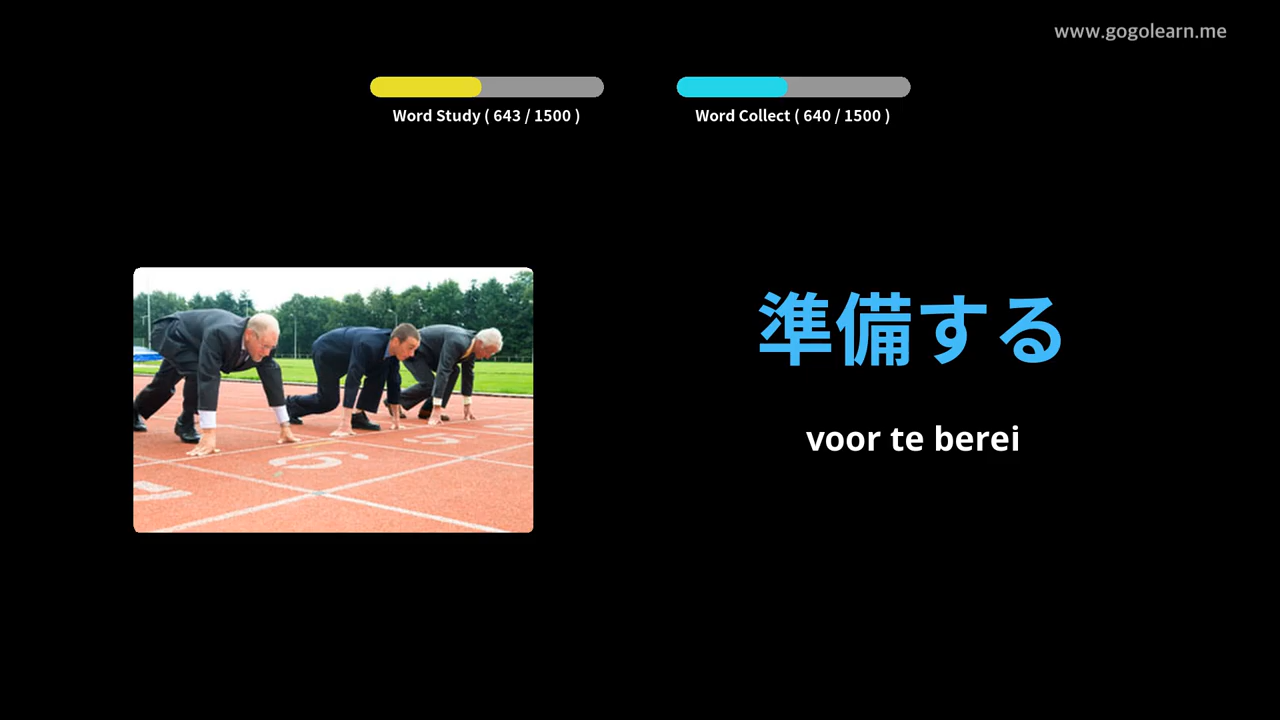 www.gogolearn.me
Word Study ( 643 / 1500 )
Word Collect ( 640 / 1500 )
準備する
voor te berei